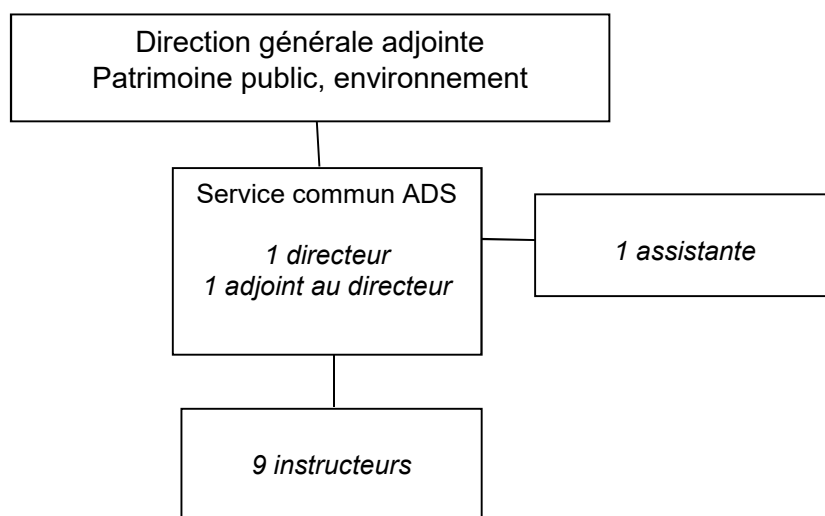 Direction générale adjointe
Patrimoine public, environnement
Service commun ADS
1 directeur
1 adjoint au directeur
1 assistante
9 instructeurs